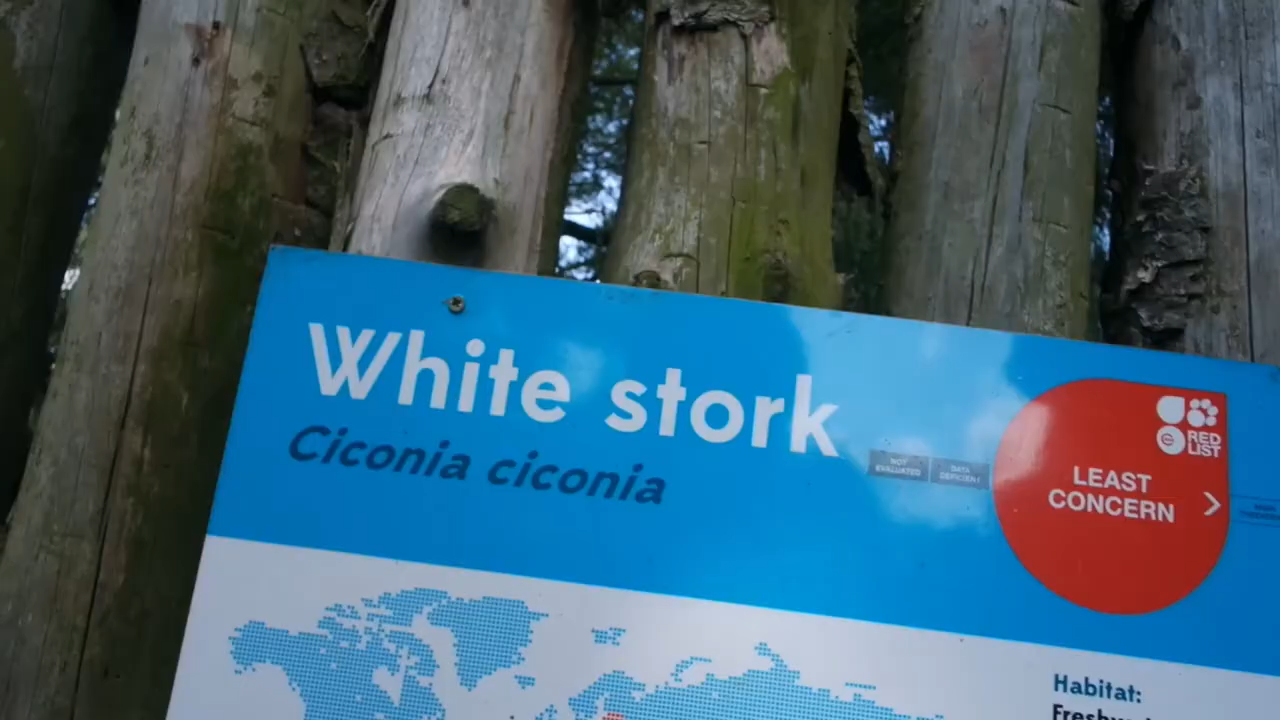 White stork
Ciconia ciconia
NOT
EVALUATED
DATA
DEFICIENT
RED
LIST
LEAST
CONCERN
Habitat: